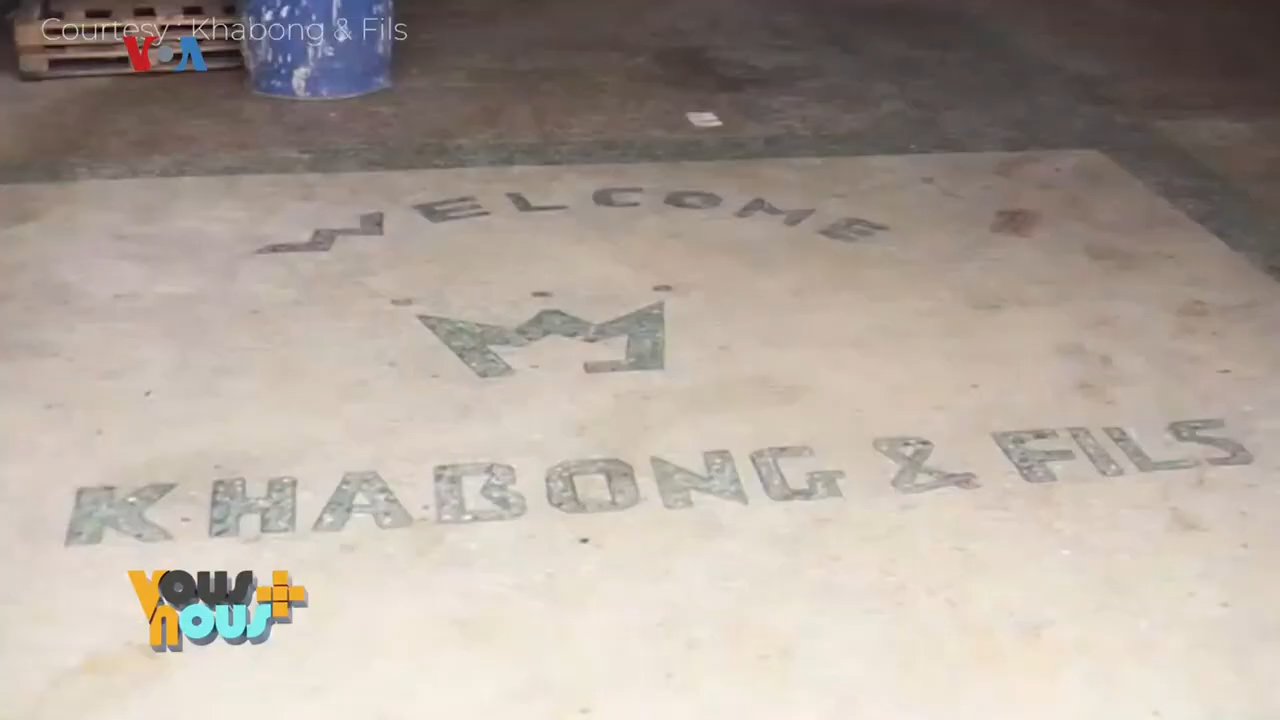 Courtesy : Khabong & Fils
VOA
WELCOME
KHABONG & FILS
Vous
nous+